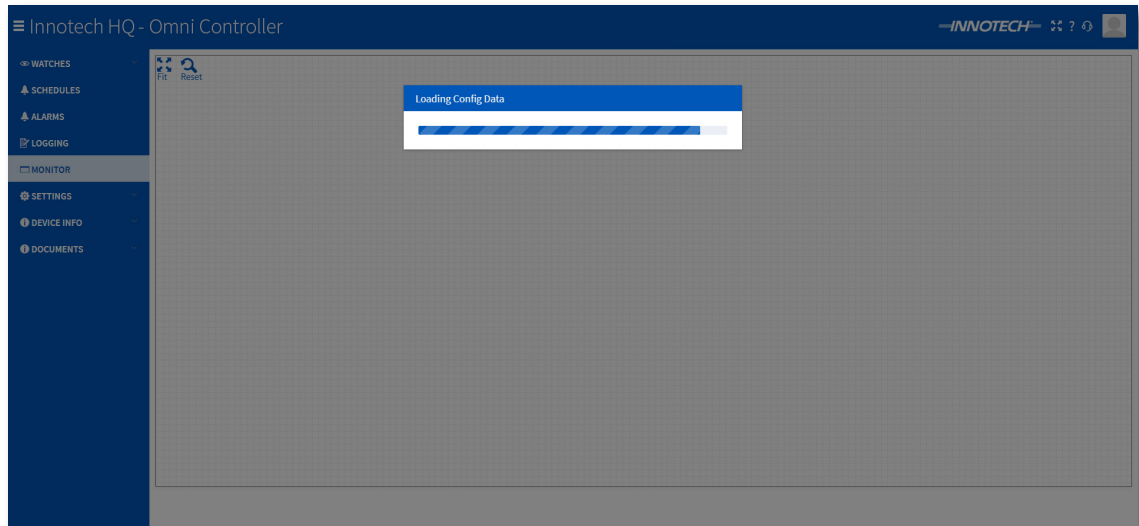 Innotech HQ - Omni Controller
INNOTECH
?
WATCHES
SCHEDULES
ALARMS
LOGGING
MONITOR
SETTINGS
DEVICE INFO
DOCUMENTS
Fit Reset
Loading Config Data